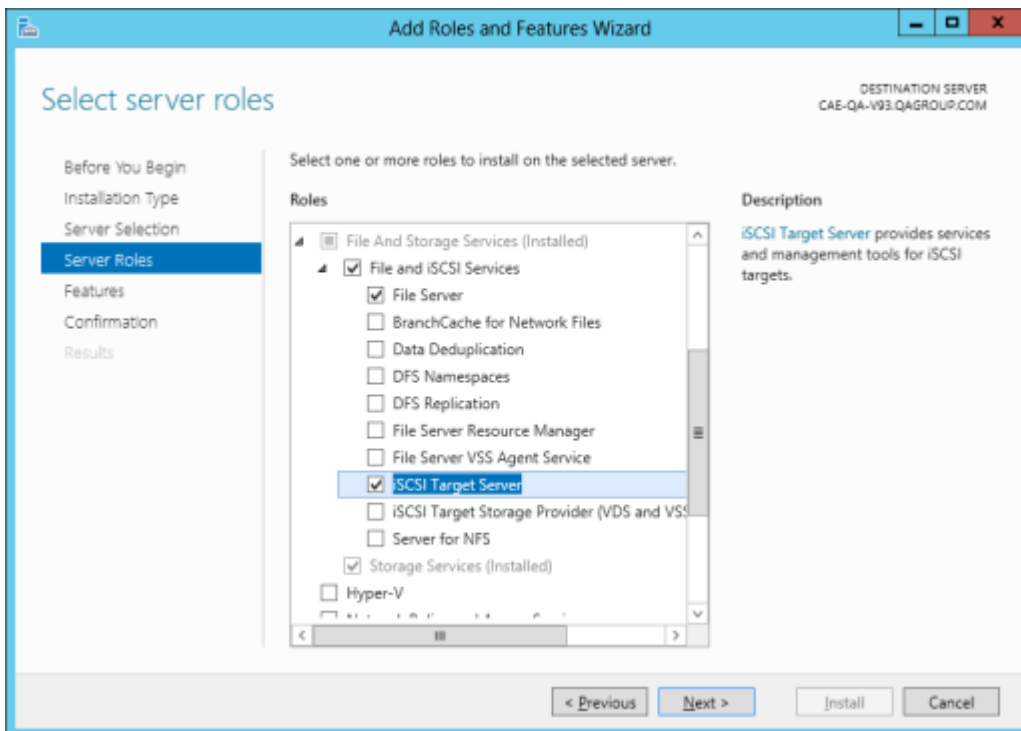 Add Roles and Features Wizard
Select server roles
DESTINATION SERVER
CAE-QA-V93.QAGROUP.COM
Before You Begin
Installation Type
Server Selection
Server Roles
Features
Confirmation
Results
Select one or more roles to install on the selected server.
Roles
File And Storage Services (Installed)
File and iSCSI Services
File Server
BranchCache for Network Files
Data Deduplication
DFS Namespaces
DFS Replication
File Server Resource Manager
File Server VSS Agent Service
iSCSI Target Server
iSCSI Target Storage Provider (VDS and VSS
Server for NFS
Storage Services (Installed)
Hyper-V
Description
iSCSI Target Server provides services
and management tools for iSCSI
targets.
< Previous
Next >
Install
Cancel